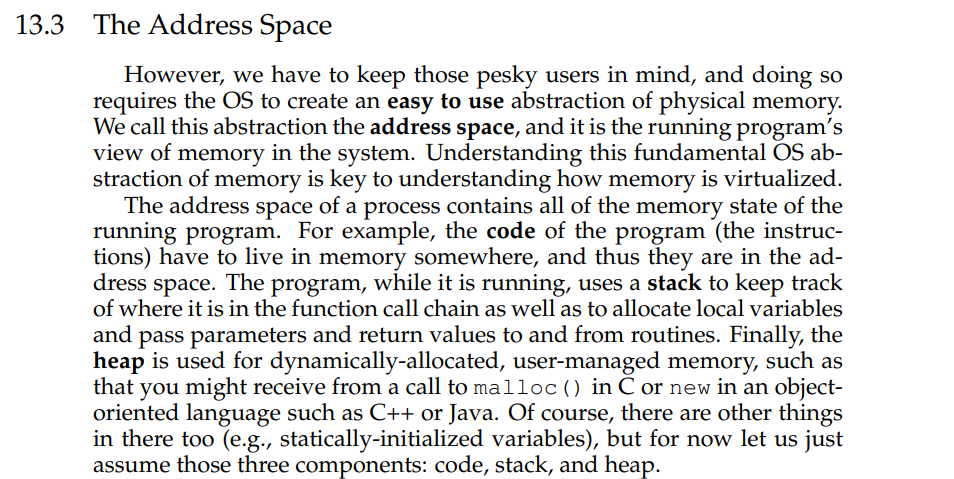 13.3 The Address Space
However, we have to keep those pesky users in mind, and doing so
requires the OS to create an easy to use abstraction of physical memory.
We call this abstraction the address space, and it is the running program's
view of memory in the system. Understanding this fundamental OS ab-
straction of memory is key to understanding how memory is virtualized.
The address space of a process contains all of the memory state of the
running program. For example, the code of the program (the instruc-
tions) have to live in memory somewhere, and thus they are in the ad-
dress space. The program, while it is running, uses a stack to keep track
of where it is in the function call chain as well as to allocate local variables
and pass parameters and return values to and from routines. Finally, the
heap is used for dynamically-allocated, user-managed memory, such as
that you might receive from a call to malloc() in C or new in an object-
oriented language such as C++ or Java. Of course, there are other things
in there too (e.g., statically-initialized variables), but for now let us just
assume those three components: code, stack, and heap.